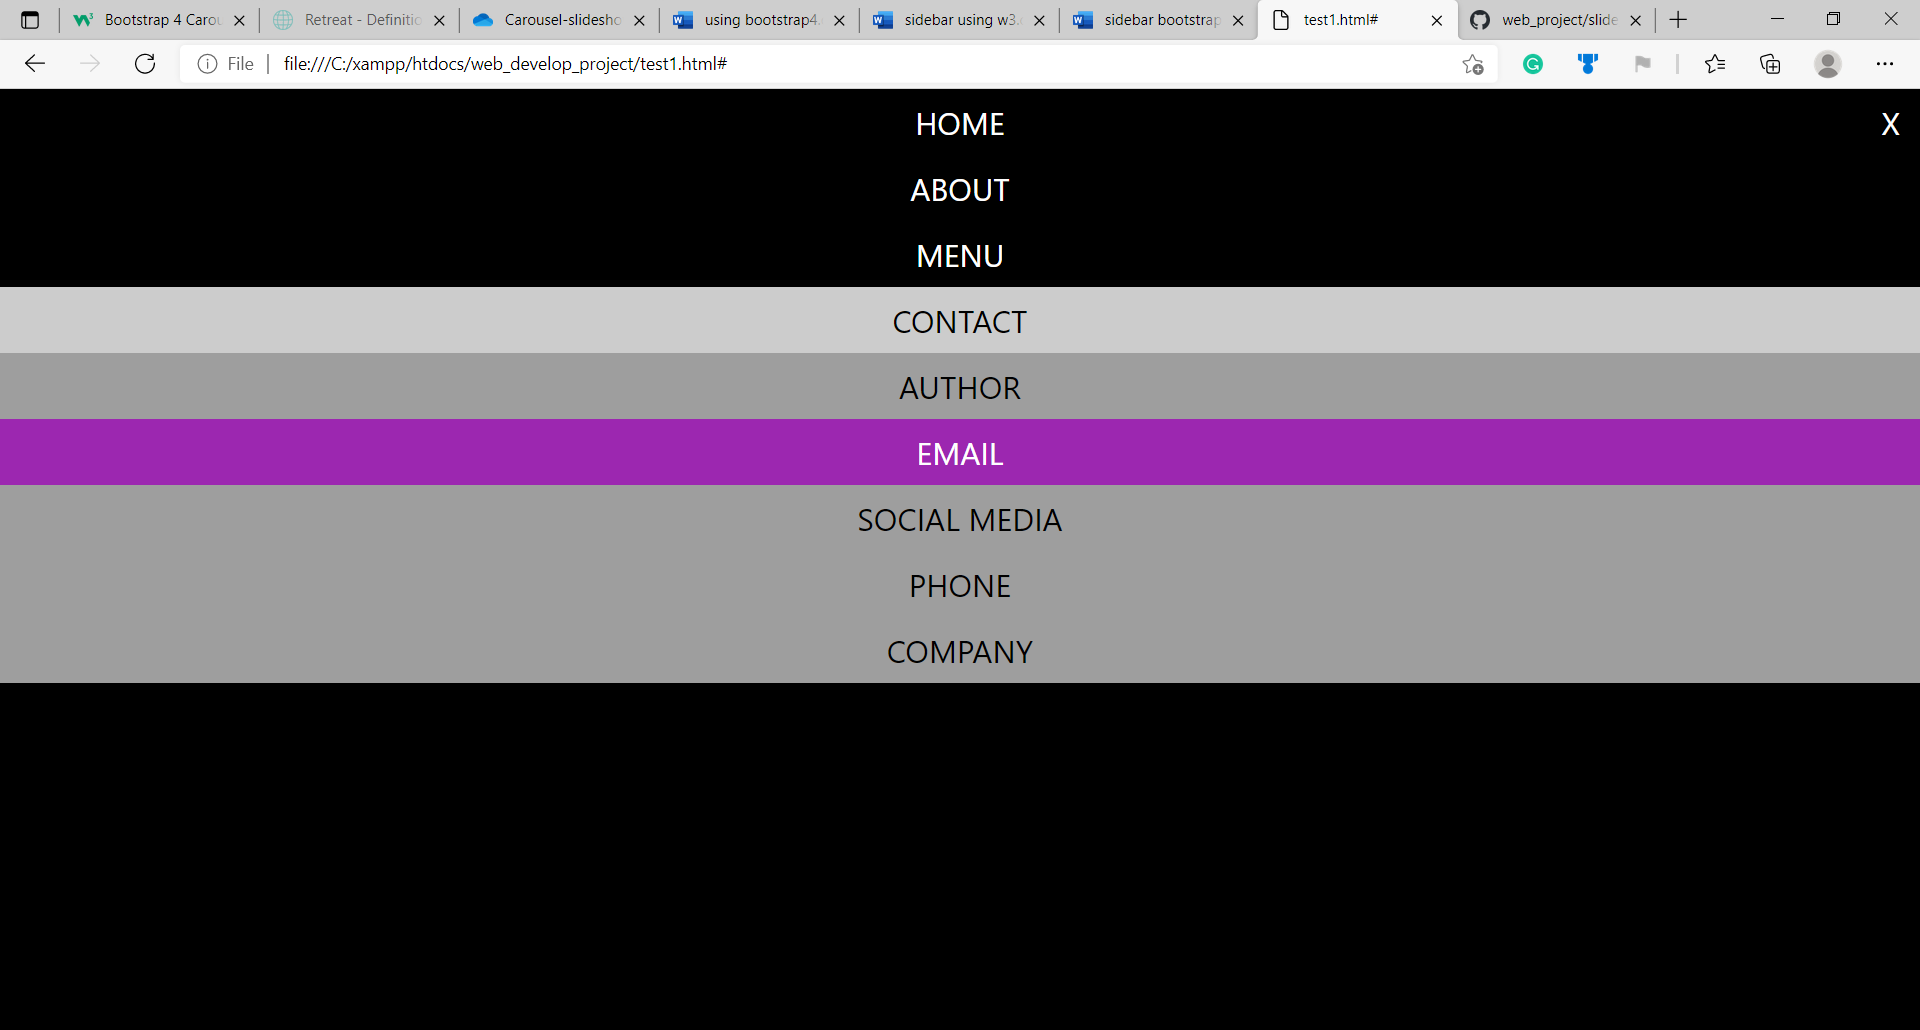 Bootstrap 4 Carou
Retreat - Definitio
Carousel-slidesho
using bootstrap4.
sidebar using w3.c
sidebar bootstrap
test1.html#
web_project/slide
File
file:///C:/xampp/htdocs/web_develop_project/test1.html#
HOME
X
ABOUT
MENU
CONTACT
AUTHOR
EMAIL
SOCIAL MEDIA
PHONE
COMPANY